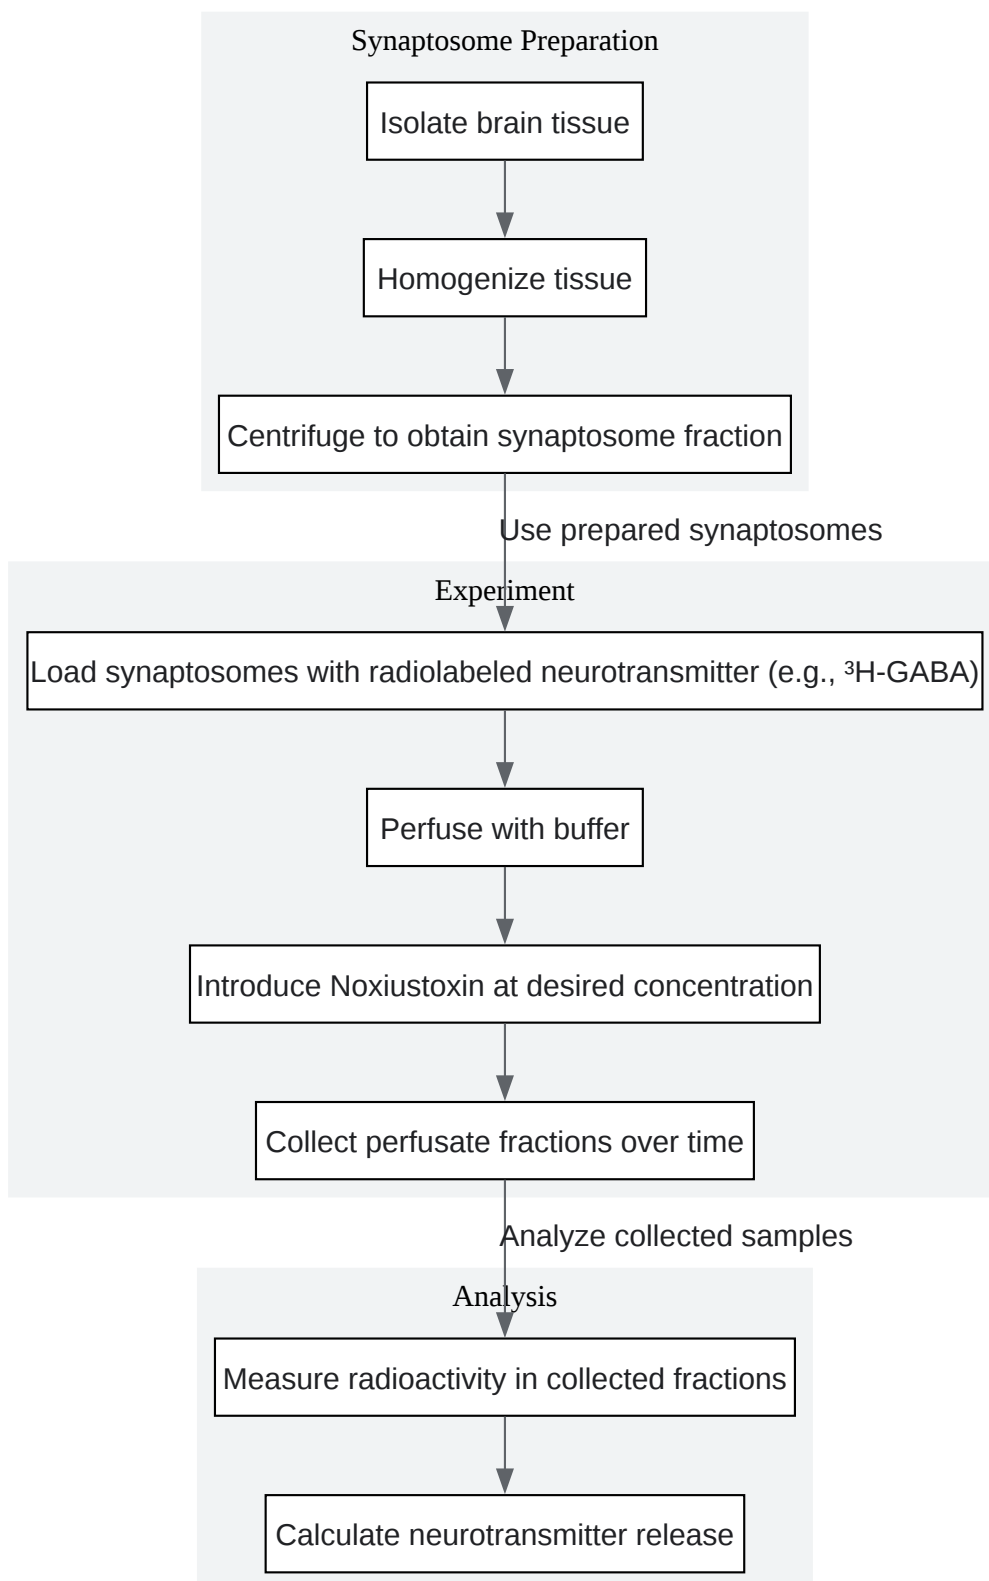 Synaptosome Preparation
Isolate brain tissue
Homogenize tissue
Centrifuge to obtain synaptosome fraction
Use prepared synaptosomes
Experiment
Load synaptosomes with radiolabeled neurotransmitter (e.g., ³H-GABA)
Perfuse with buffer
Introduce Noxiustoxin at desired concentration
Collect perfusate fractions over time
Analyze collected samples
Analysis
Measure radioactivity in collected fractions
Calculate neurotransmitter release